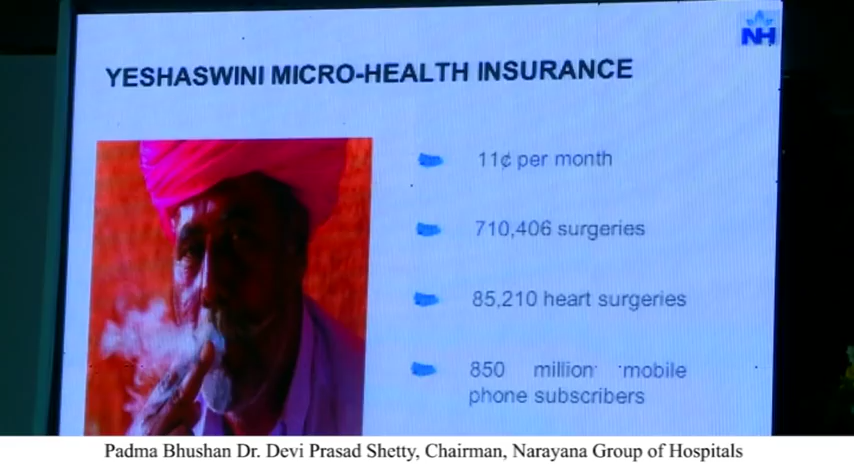 NH
YESHASWINI MICRO-HEALTH INSURANCE
11¢ per month
710,406 surgeries
85,210 heart surgeries
850 million mobile
phone subscribers
Padma Bhushan Dr. Devi Prasad Shetty, Chairman, Narayana Group of Hospitals